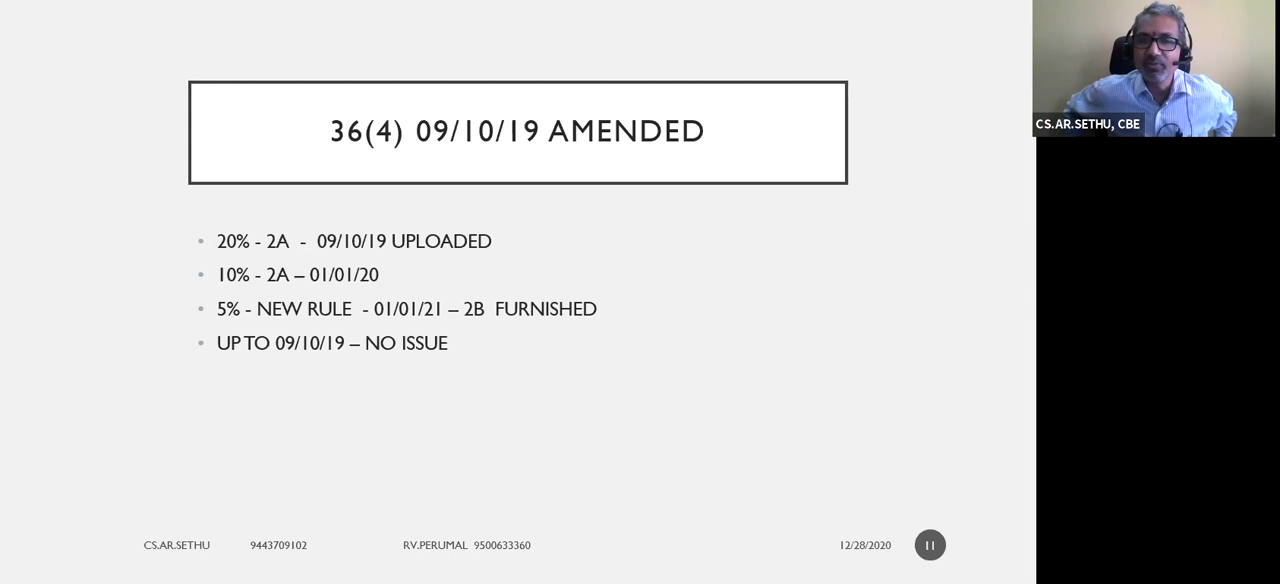 36(4) 09/10/19 AMENDED
• 20% - 2A - 09/10/19 UPLOADED
• 10% - 2A – 01/01/20
• 5% - NEW RULE - 01/01/21 – 2B FURNISHED
• UP TO 09/10/19 – NO ISSUE
CS.AR.SETHU 9443709102 RV.PERUMAL 9500633360 12/28/2020 11
CS.AR.SETHU, CBE